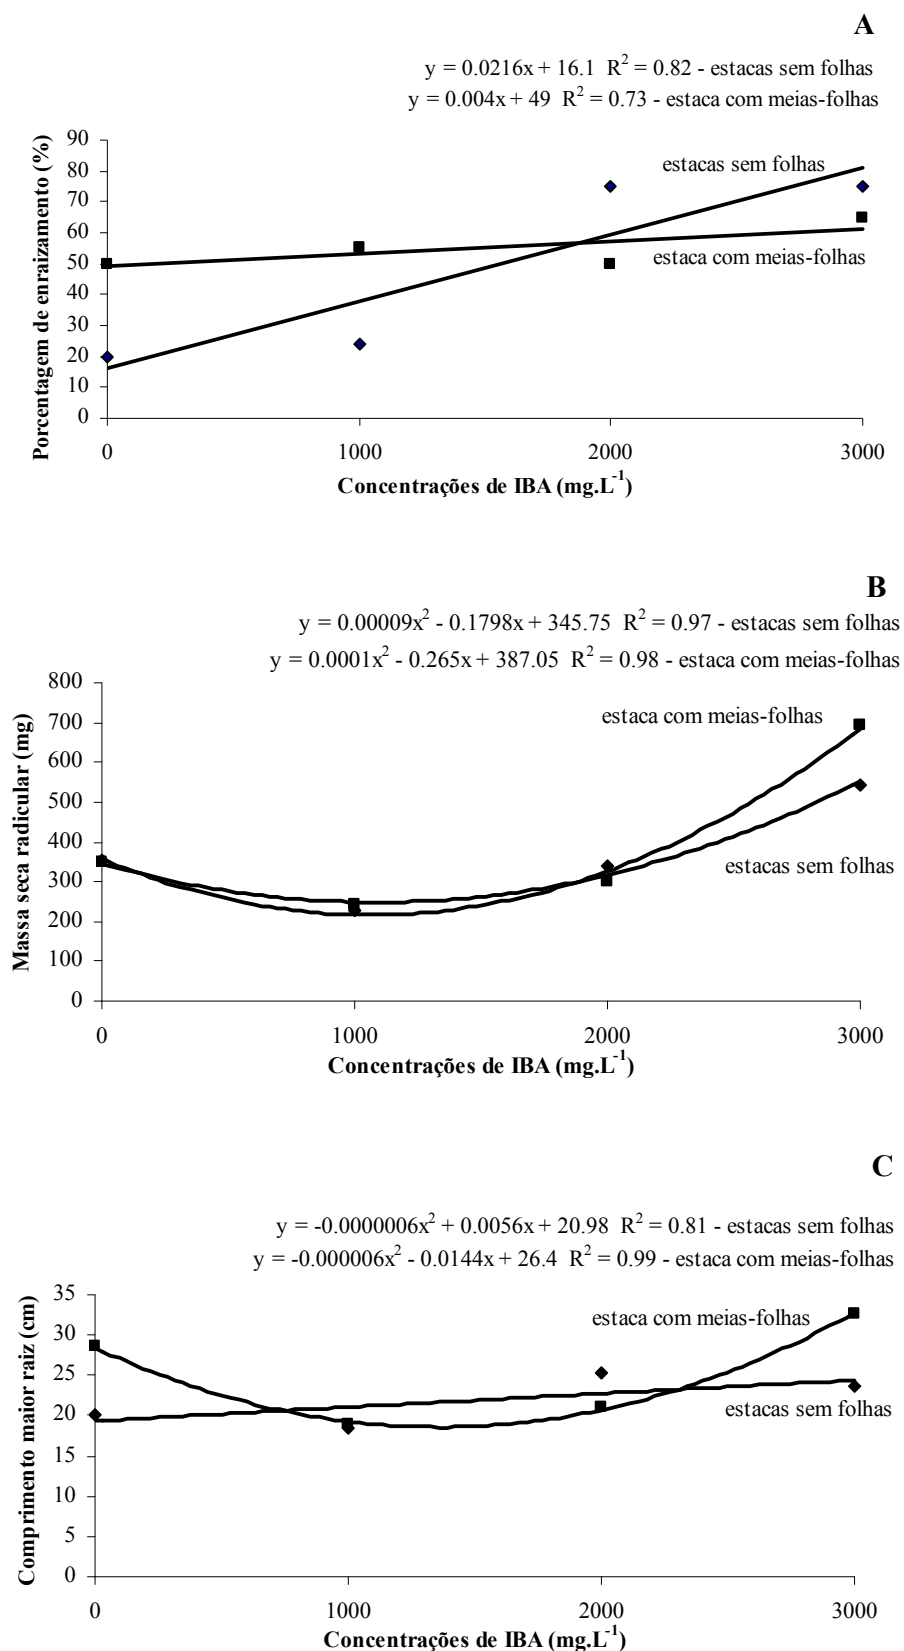 A
y = 0.0216x + 16.1 R² = 0.82 - estacas sem folhas
y = 0.004x + 49 R² = 0.73 - estaca com meias-folhas
90
80
70
60
50
40
30
20
10
0
Porcentagem de enraizamento (%)
estacas sem folhas
estaca com meias-folhas
0 1000 2000 3000
Concentrações de IBA (mg.L⁻¹)
B
y = 0.00009x² - 0.1798x + 345.75 R² = 0.97 - estacas sem folhas
y = 0.0001x² - 0.265x + 387.05 R² = 0.98 - estaca com meias-folhas
800
700
600
500
400
300
200
100
0
Massa seca radicular (mg)
estaca com meias-folhas
estacas sem folhas
0 1000 2000 3000
Concentrações de IBA (mg.L⁻¹)
C
y = -0.0000006x² + 0.0056x + 20.98 R² = 0.81 - estacas sem folhas
y = -0.000006x² - 0.0144x + 26.4 R² = 0.99 - estaca com meias-folhas
35
30
25
20
15
10
5
0
Comprimento maior raiz (cm)
estaca com meias-folhas
estacas sem folhas
0 1000 2000 3000
Concentrações de IBA (mg.L⁻¹)